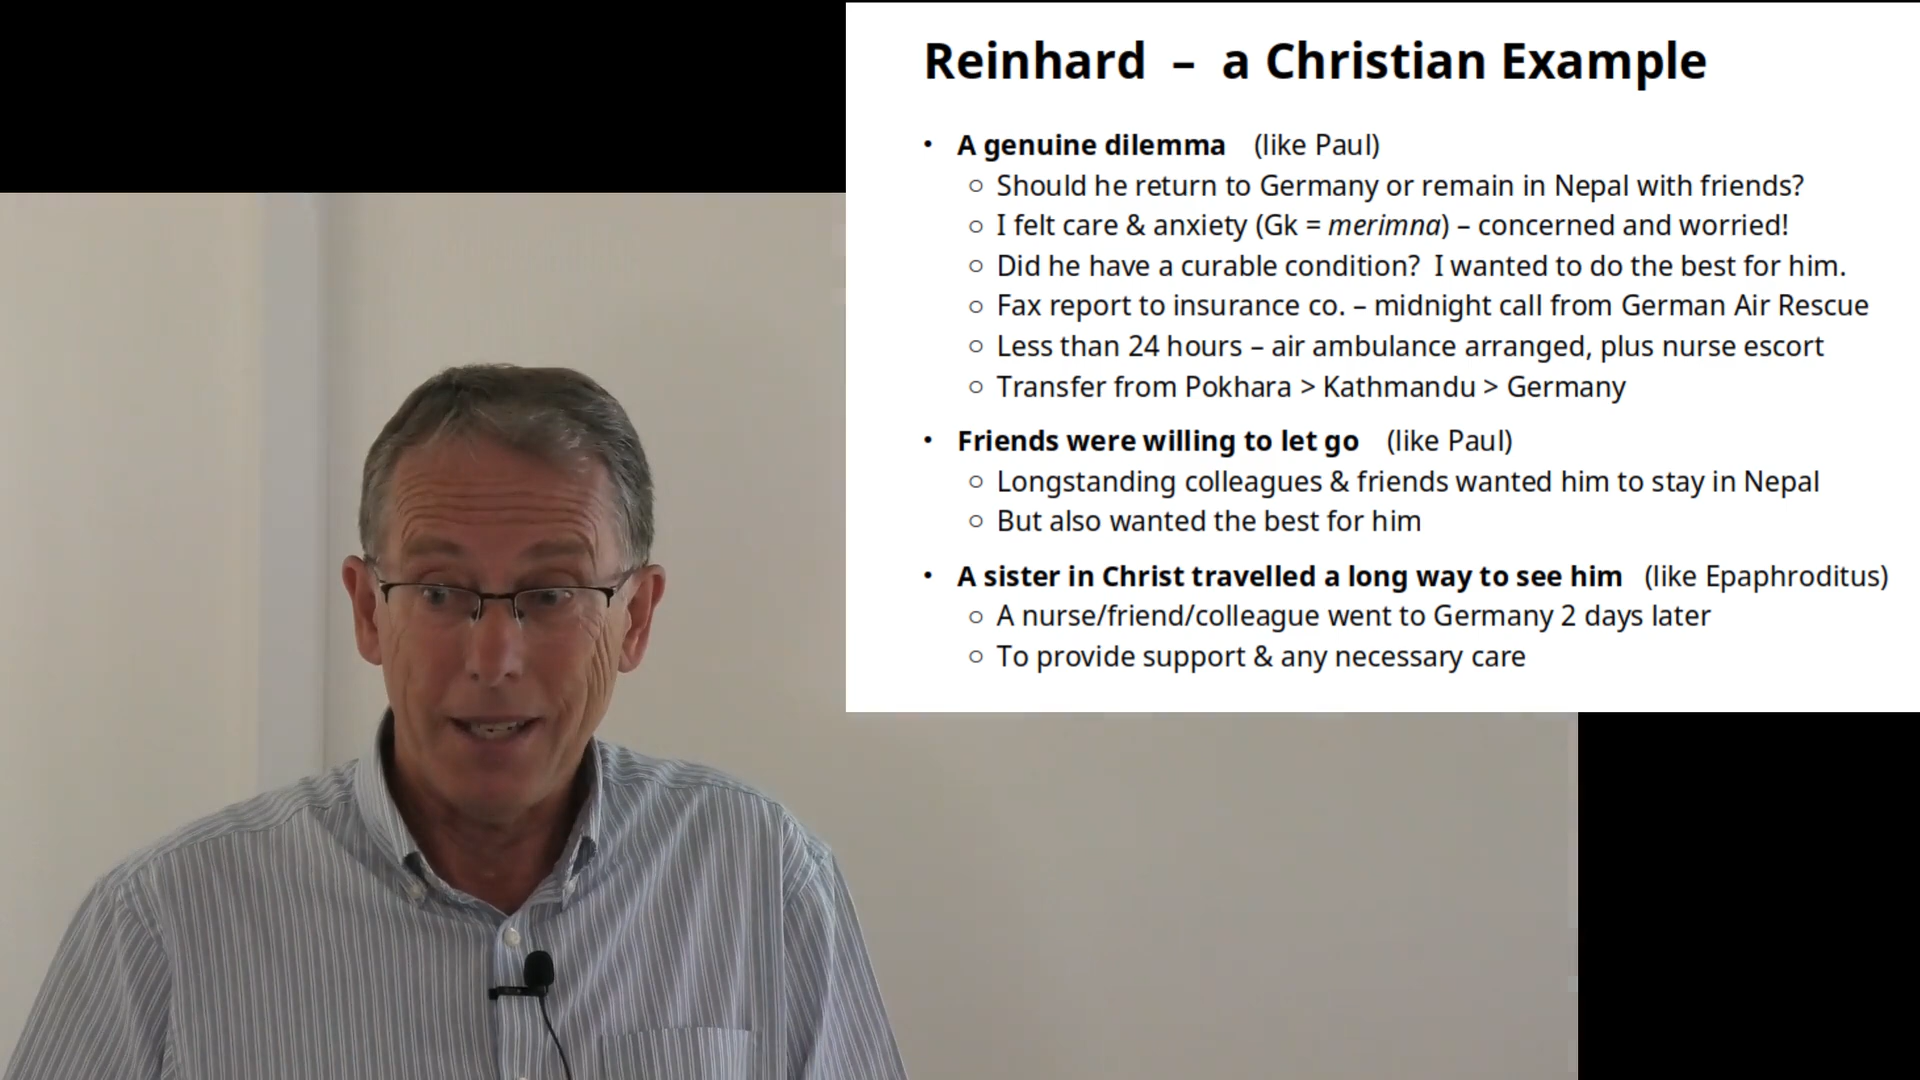 Reinhard – a Christian Example
• A genuine dilemma (like Paul)
○ Should he return to Germany or remain in Nepal with friends?
○ I felt care & anxiety (Gk = merimna) – concerned and worried!
○ Did he have a curable condition? I wanted to do the best for him.
○ Fax report to insurance co. – midnight call from German Air Rescue
○ Less than 24 hours – air ambulance arranged, plus nurse escort
○ Transfer from Pokhara > Kathmandu > Germany
• Friends were willing to let go (like Paul)
○ Longstanding colleagues & friends wanted him to stay in Nepal
○ But also wanted the best for him
• A sister in Christ travelled a long way to see him (like Epaphroditus)
○ A nurse/friend/colleague went to Germany 2 days later
○ To provide support & any necessary care